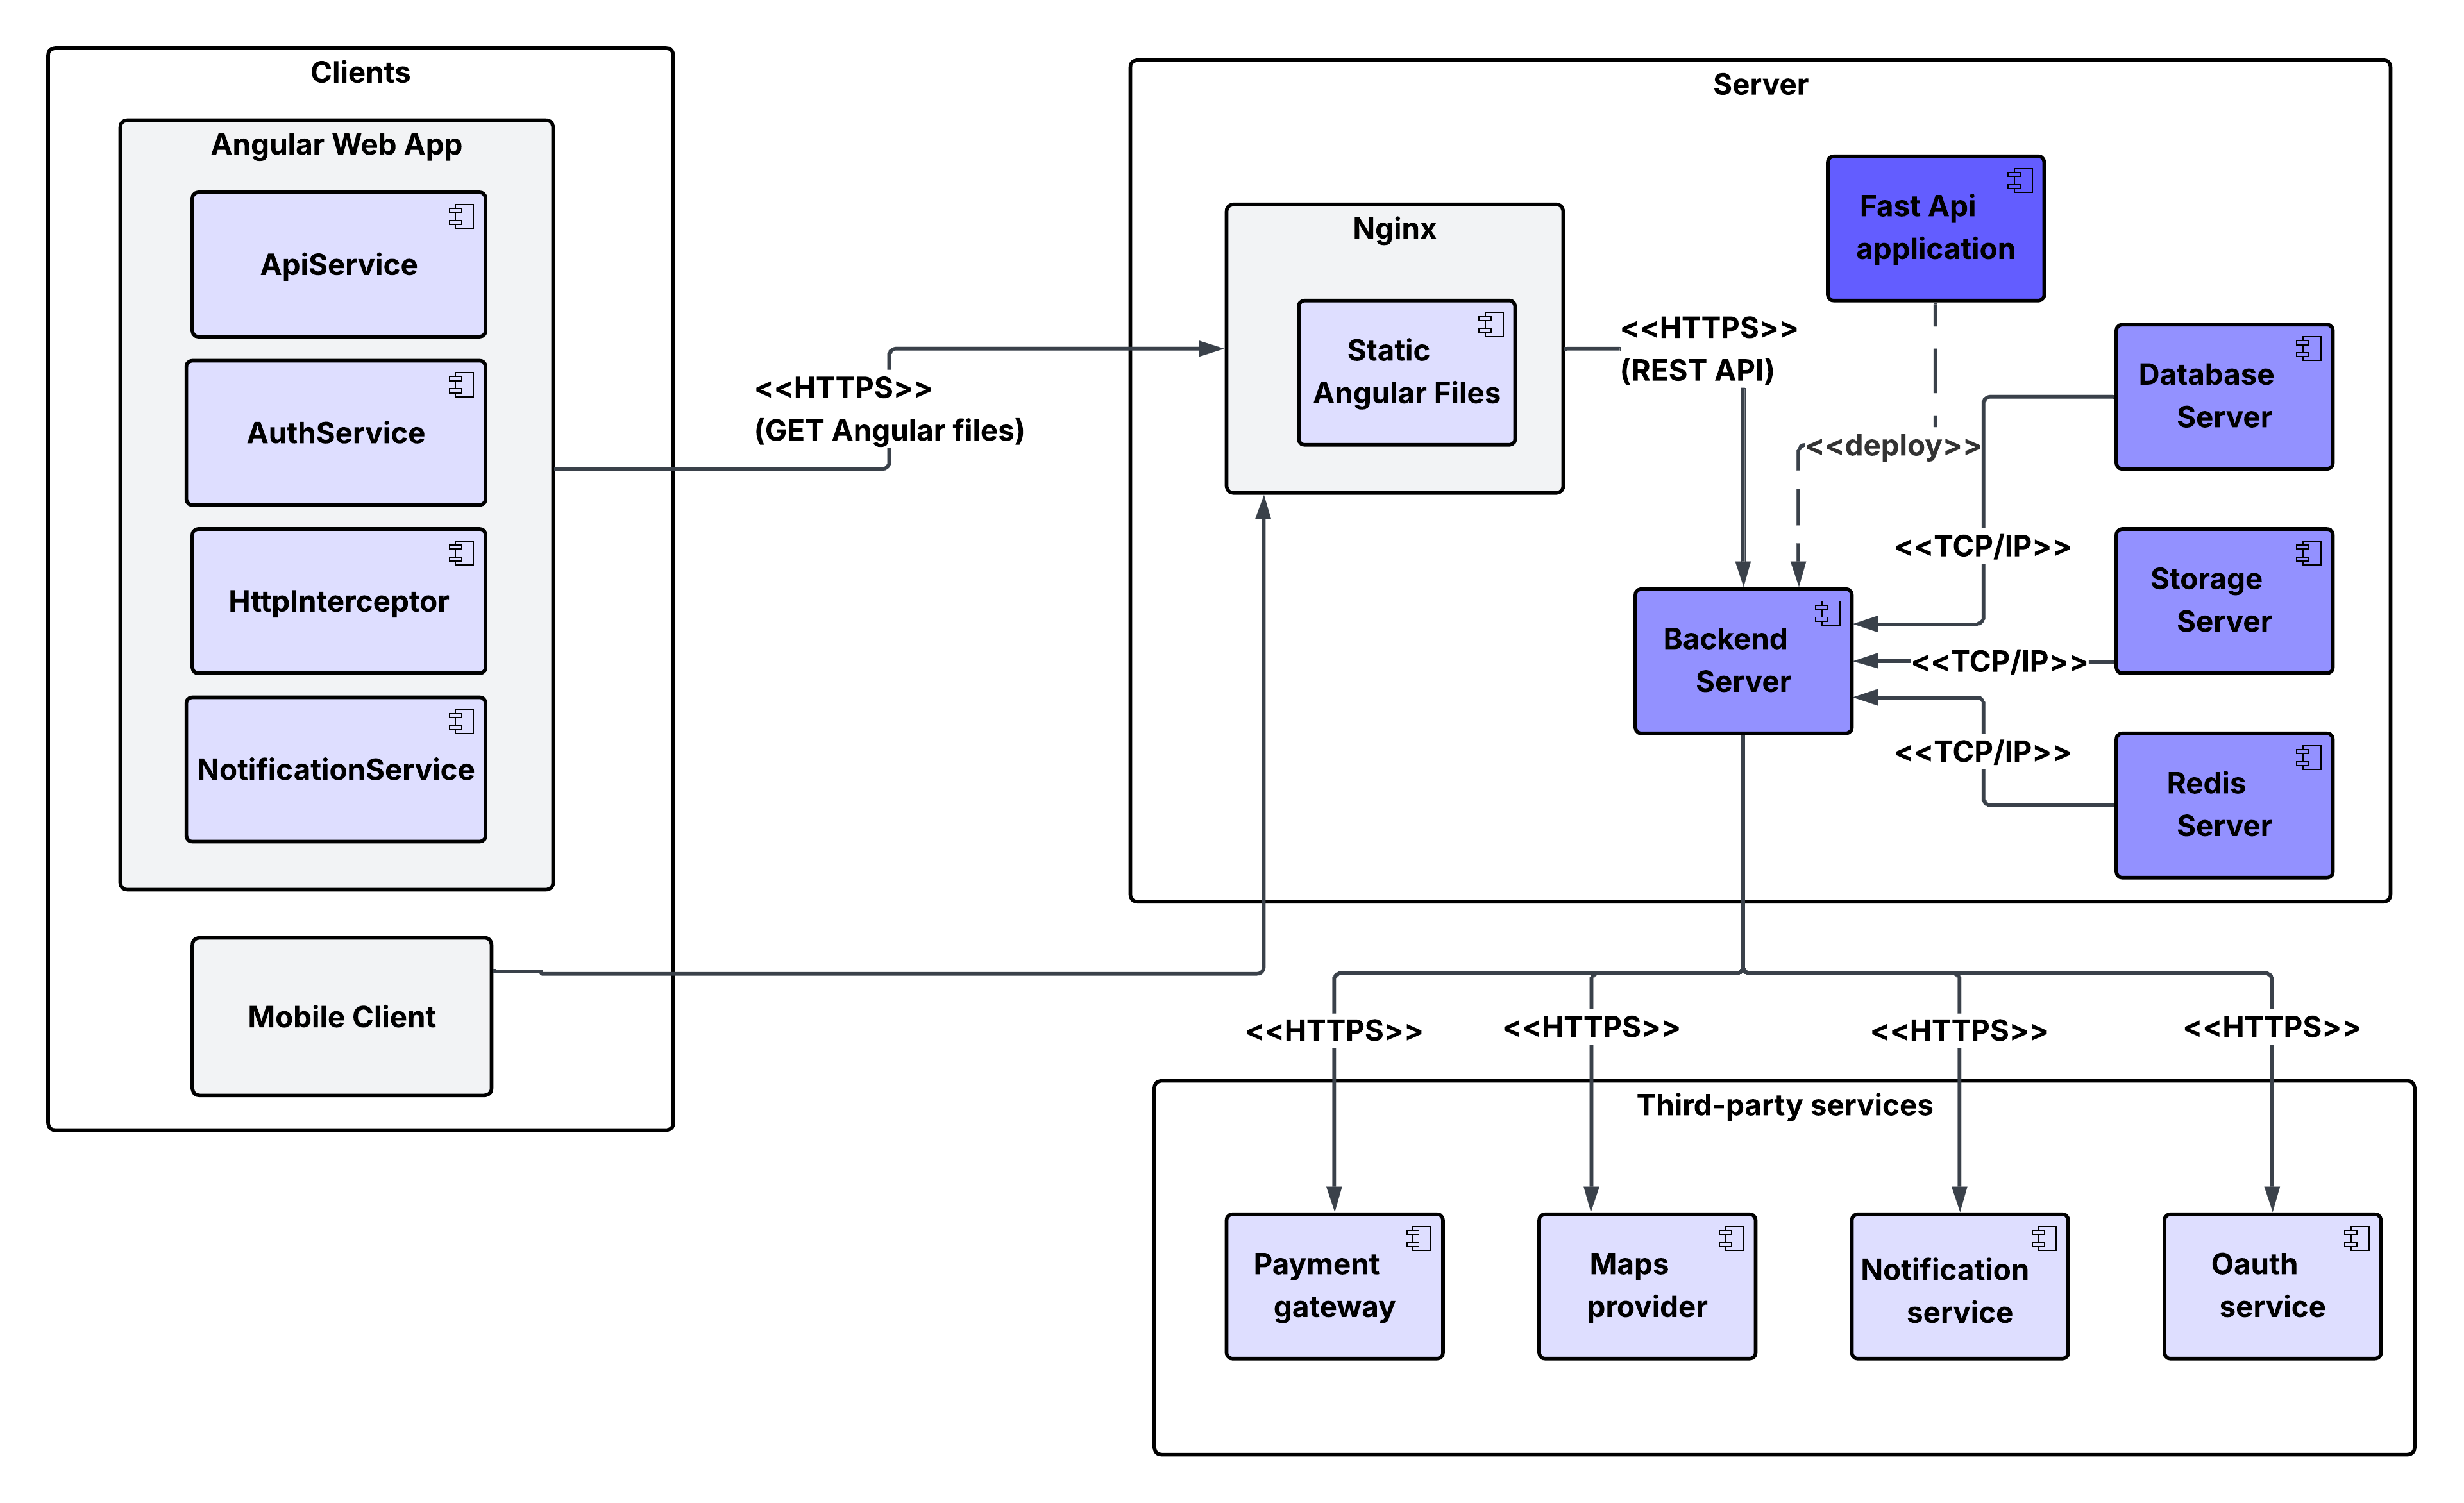 Clients
Angular Web App
ApiService
AuthService
HttpInterceptor
NotificationService
Mobile Client
<<HTTPS>>
(GET Angular files)
Server
Nginx
Static
Angular Files
<<HTTPS>>
(REST API)
Fast Api
application
<<deploy>>
Backend
Server
<<TCP/IP>>
<<TCP/IP>>
<<TCP/IP>>
Database
Server
Storage
Server
Redis
Server
<<HTTPS>>
<<HTTPS>>
<<HTTPS>>
<<HTTPS>>
Third-party services
Payment
gateway
Maps
provider
Notification
service
Oauth
service